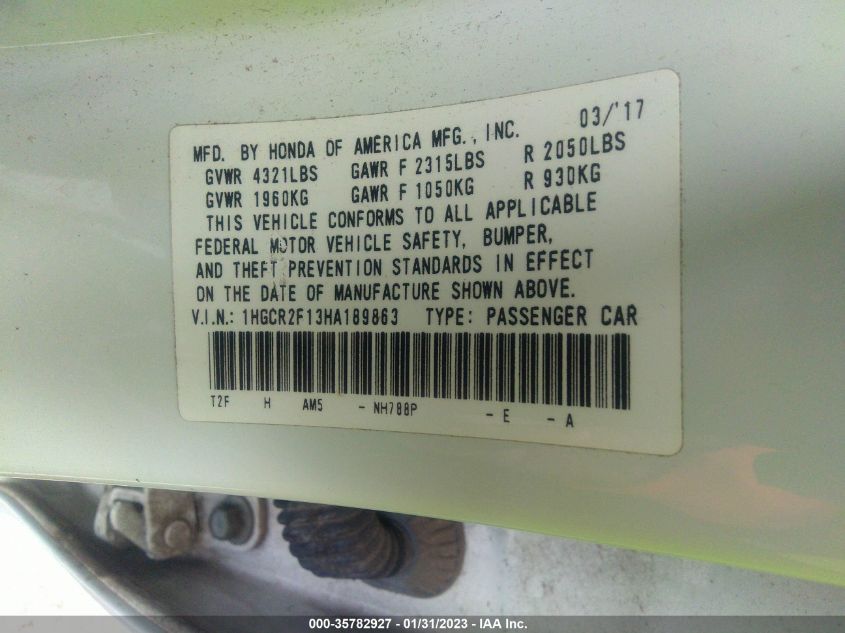 MFD. BY HONDA OF AMERICA MFG., INC. 03/'17
GVWR 4321LBS GAWR F 2315LBS R 2050LBS
GVWR 1960KG GAWR F 1050KG R 930KG
THIS VEHICLE CONFORMS TO ALL APPLICABLE
FEDERAL MOTOR VEHICLE SAFETY, BUMPER,
AND THEFT PREVENTION STANDARDS IN EFFECT
ON THE DATE OF MANUFACTURE SHOWN ABOVE.
V.I.N.: 1HGCR2F13HA189863 TYPE: PASSENGER CAR
T2F H AM5 - NH788P - E - A
000-35782927 - 01/31/2023 - IAA Inc.